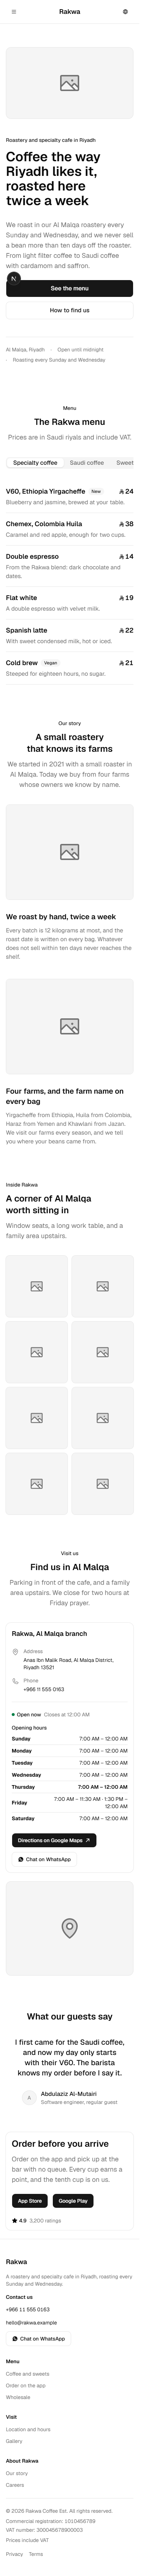 Rakwa
Roastery and specialty cafe in Riyadh
Coffee the way
Riyadh likes it,
roasted here
twice a week
We roast in our Al Malqa roastery every
Sunday and Wednesday, and we never sell
a bean more than ten days off the roaster.
From light filter coffee to Saudi coffee
with cardamom and saffron.
N
See the menu
How to find us
Al Malqa, Riyadh · Open until midnight
· Roasting every Sunday and Wednesday
Menu
The Rakwa menu
Prices are in Saudi riyals and include VAT.
Specialty coffee Saudi coffee Sweet
V60, Ethiopia Yirgacheffe New 24
Blueberry and jasmine, brewed at your table.
Chemex, Colombia Huila 38
Caramel and red apple, enough for two cups.
Double espresso 14
From the Rakwa blend: dark chocolate and
dates.
Flat white 19
A double espresso with velvet milk.
Spanish latte 22
With sweet condensed milk, hot or iced.
Cold brew Vegan 21
Steeped for eighteen hours, no sugar.
Our story
A small roastery
that knows its farms
We started in 2021 with a small roaster in
Al Malqa. Today we buy from four farms
whose owners we know by name.
We roast by hand, twice a week
Every batch is 12 kilograms at most, and the
roast date is written on every bag. Whatever
does not sell within ten days never reaches the
shelf.
Four farms, and the farm name on
every bag
Yirgacheffe from Ethiopia, Huila from Colombia,
Haraz from Yemen and Khawlani from Jazan.
We visit our farms every season, and we tell
you where your beans came from.
Inside Rakwa
A corner of Al Malqa
worth sitting in
Window seats, a long work table, and a
family area upstairs.
Visit us
Find us in Al Malqa
Parking in front of the cafe, and a family
area upstairs. We close for two hours at
Friday prayer.
Rakwa, Al Malqa branch
Address
Anas Ibn Malik Road, Al Malqa District,
Riyadh 13521
Phone
+966 11 555 0163
Open now Closes at 12:00 AM
Opening hours
Sunday 7:00 AM – 12:00 AM
Monday 7:00 AM – 12:00 AM
Tuesday 7:00 AM – 12:00 AM
Wednesday 7:00 AM – 12:00 AM
Thursday 7:00 AM – 12:00 AM
Friday 7:00 AM – 11:30 AM · 1:30 PM –
12:00 AM
Saturday 7:00 AM – 12:00 AM
Directions on Google Maps
Chat on WhatsApp
What our guests say
I first came for the Saudi coffee,
and now my day only starts
with their V60. The barista
knows my order before I say it.
A
Abdulaziz Al-Mutairi
Software engineer, regular guest
Order before you arrive
Order on the app and pick up at the
bar with no queue. Every cup earns a
point, and the tenth cup is on us.
App Store
Google Play
4.9 3,200 ratings
Rakwa
A roastery and specialty cafe in Riyadh, roasting every
Sunday and Wednesday.
Contact us
+966 11 555 0163
hello@rakwa.example
Chat on WhatsApp
Menu
Coffee and sweets
Order on the app
Wholesale
Visit
Location and hours
Gallery
About Rakwa
Our story
Careers
© 2026 Rakwa Coffee Est. All rights reserved.
Commercial registration: 1010456789
VAT number: 300045678900003
Prices include VAT
Privacy Terms